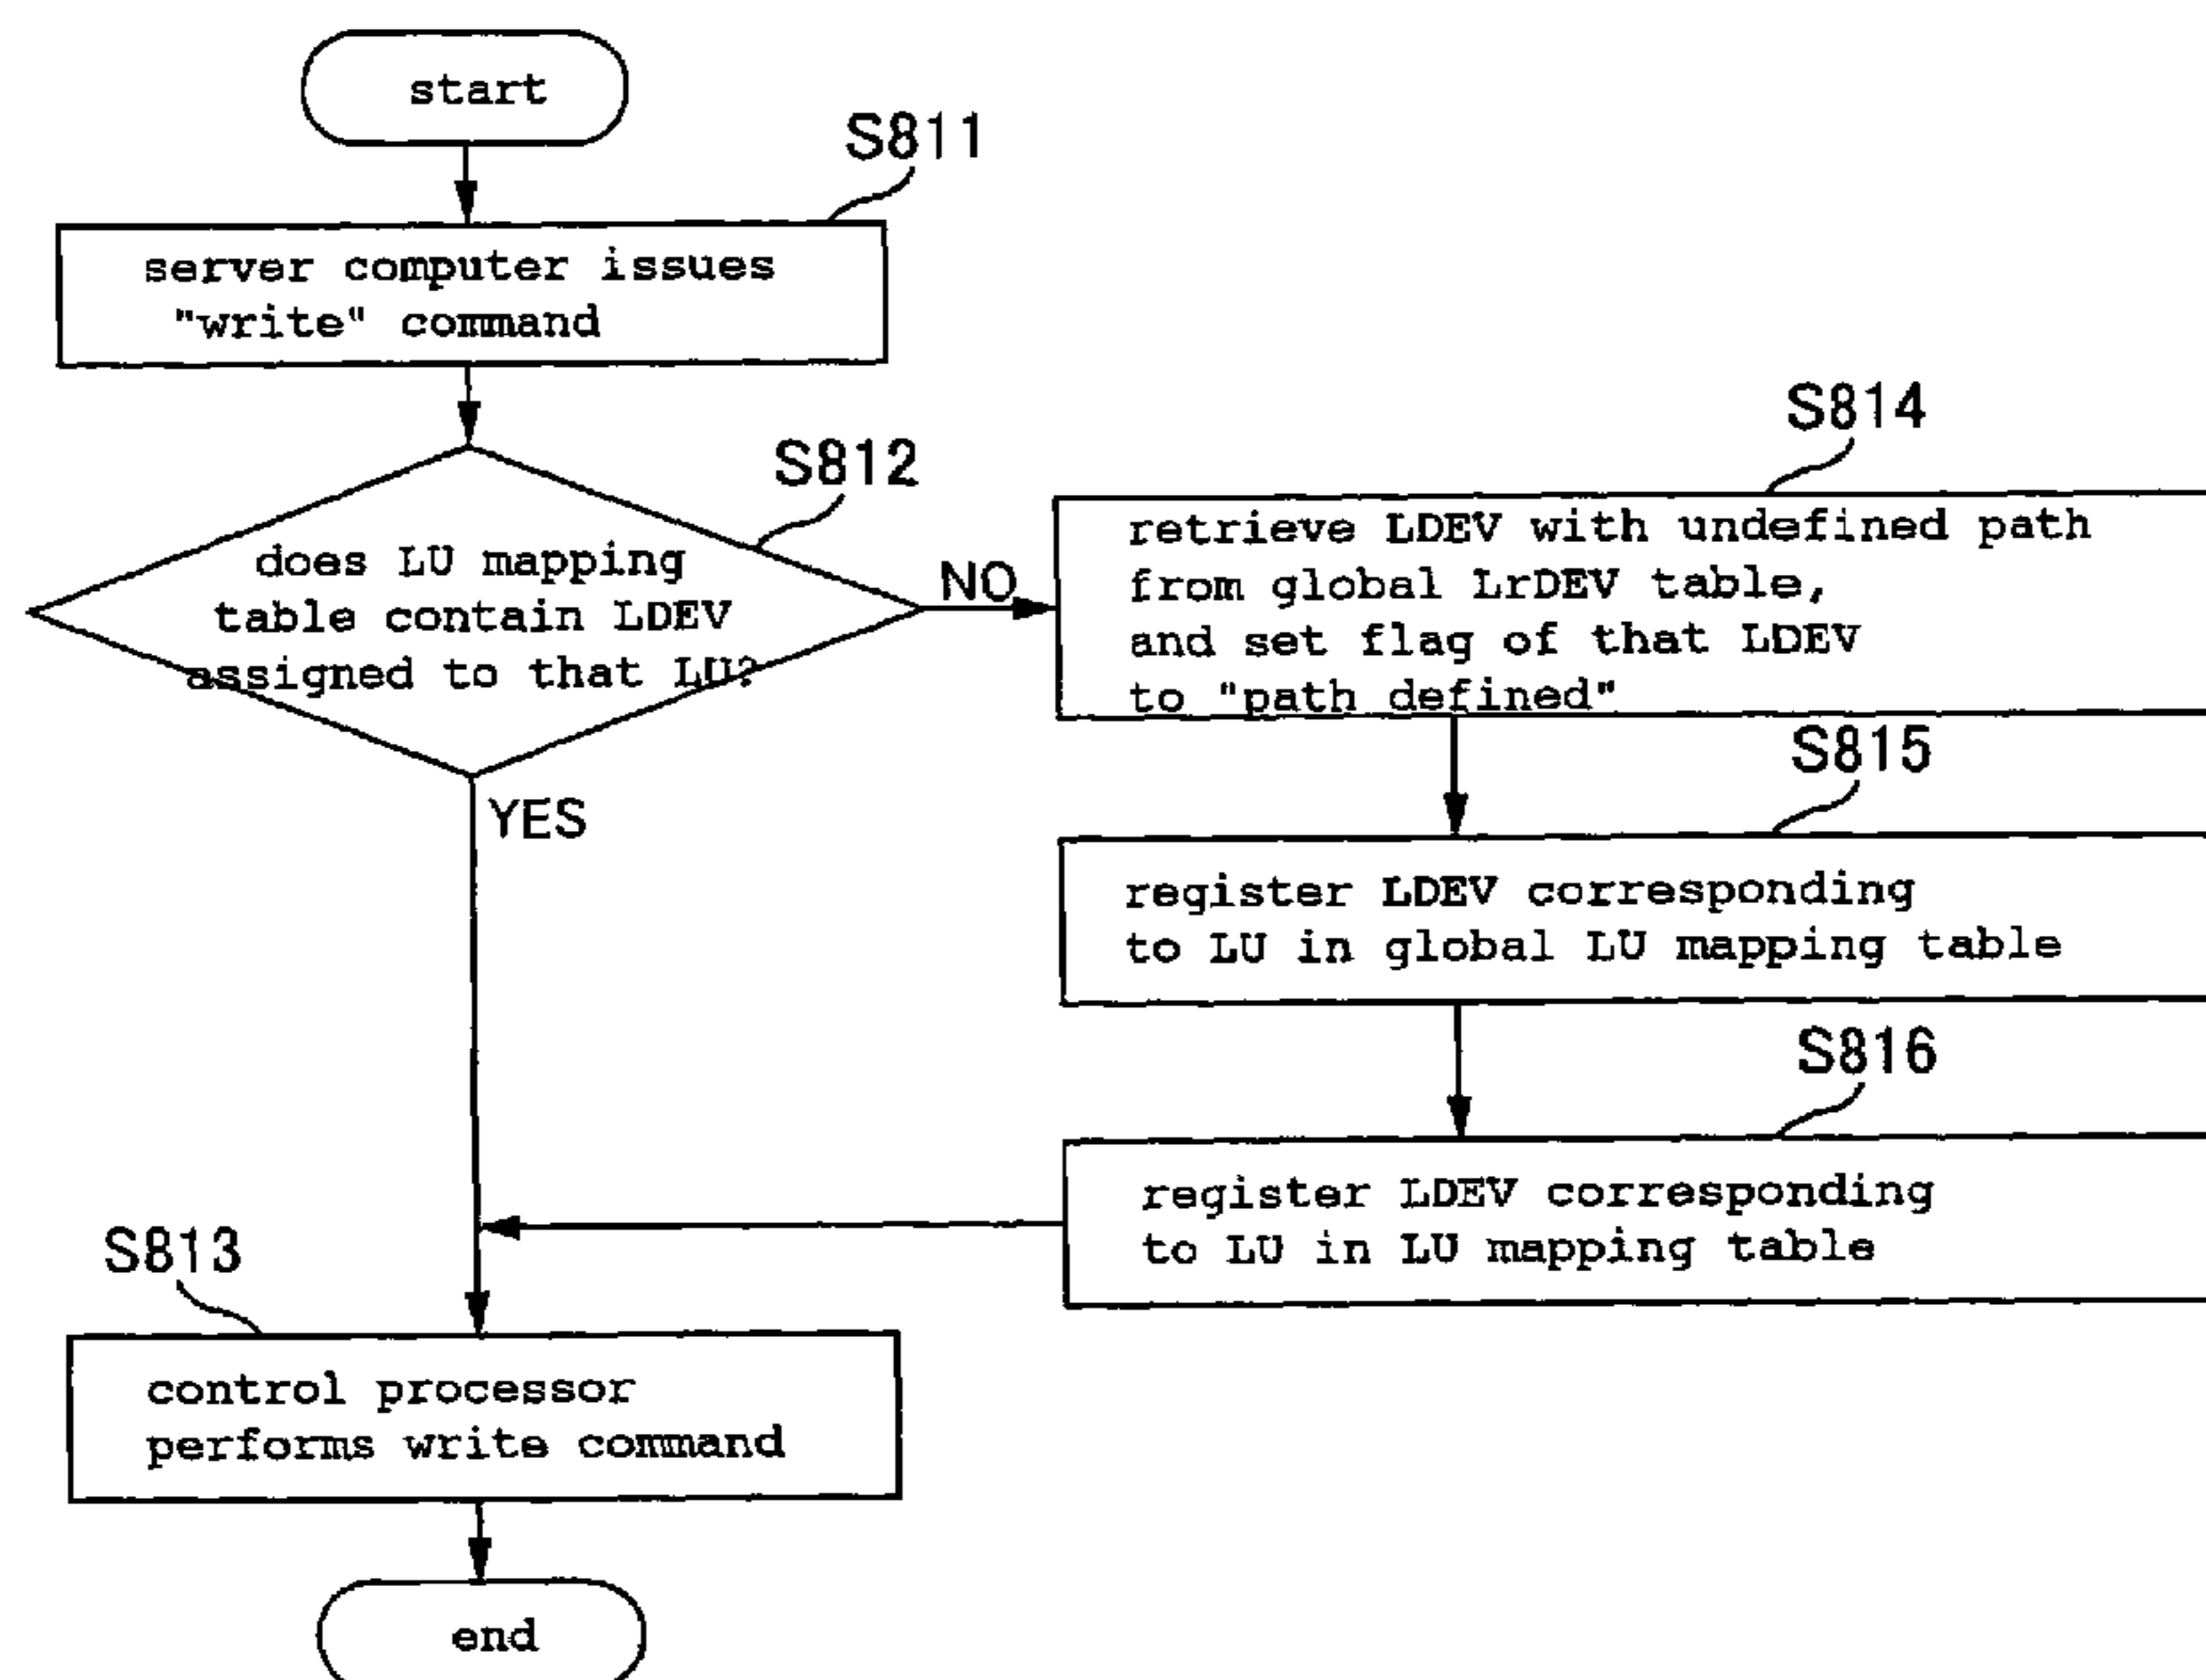 start
S811
server computer issues
"write" command
S812
does LU mapping
table contain LDEV
assigned to that LU?
NO
YES
S814
retrieve LDEV with undefined path
from global LrDEV table,
and set flag of that LDEV
to "path defined"
S815
register LDEV corresponding
to LU in global LU mapping table
S816
register LDEV corresponding
to LU in LU mapping table
S813
control processor
performs write command
end